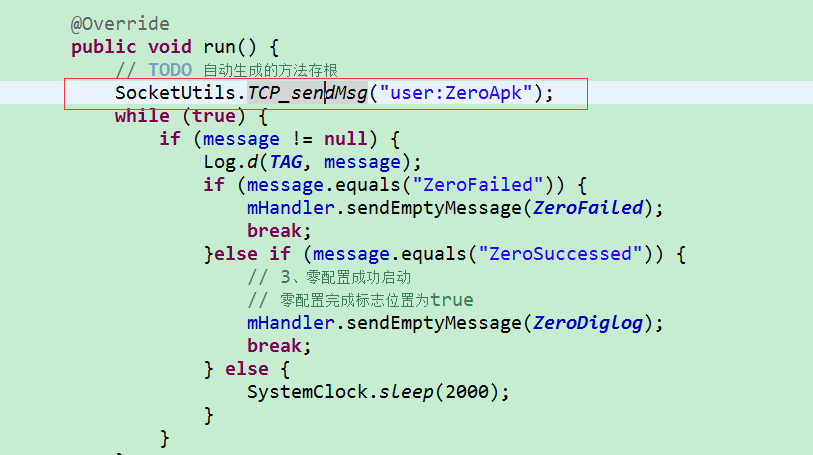 @Override
public void run() {
// TODO 自动生成的方法存根
SocketUtils.TCP_sendMsg("user:ZeroApk");
while (true) {
if (message != null) {
Log.d(TAG, message);
if (message.equals("ZeroFailed")) {
mHandler.sendEmptyMessage(ZeroFailed);
break;
}else if (message.equals("ZeroSuccessed")) {
// 3、零配置成功启动
// 零配置完成标志位置为true
mHandler.sendEmptyMessage(ZeroDiglog);
break;
} else {
SystemClock.sleep(2000);
}
}